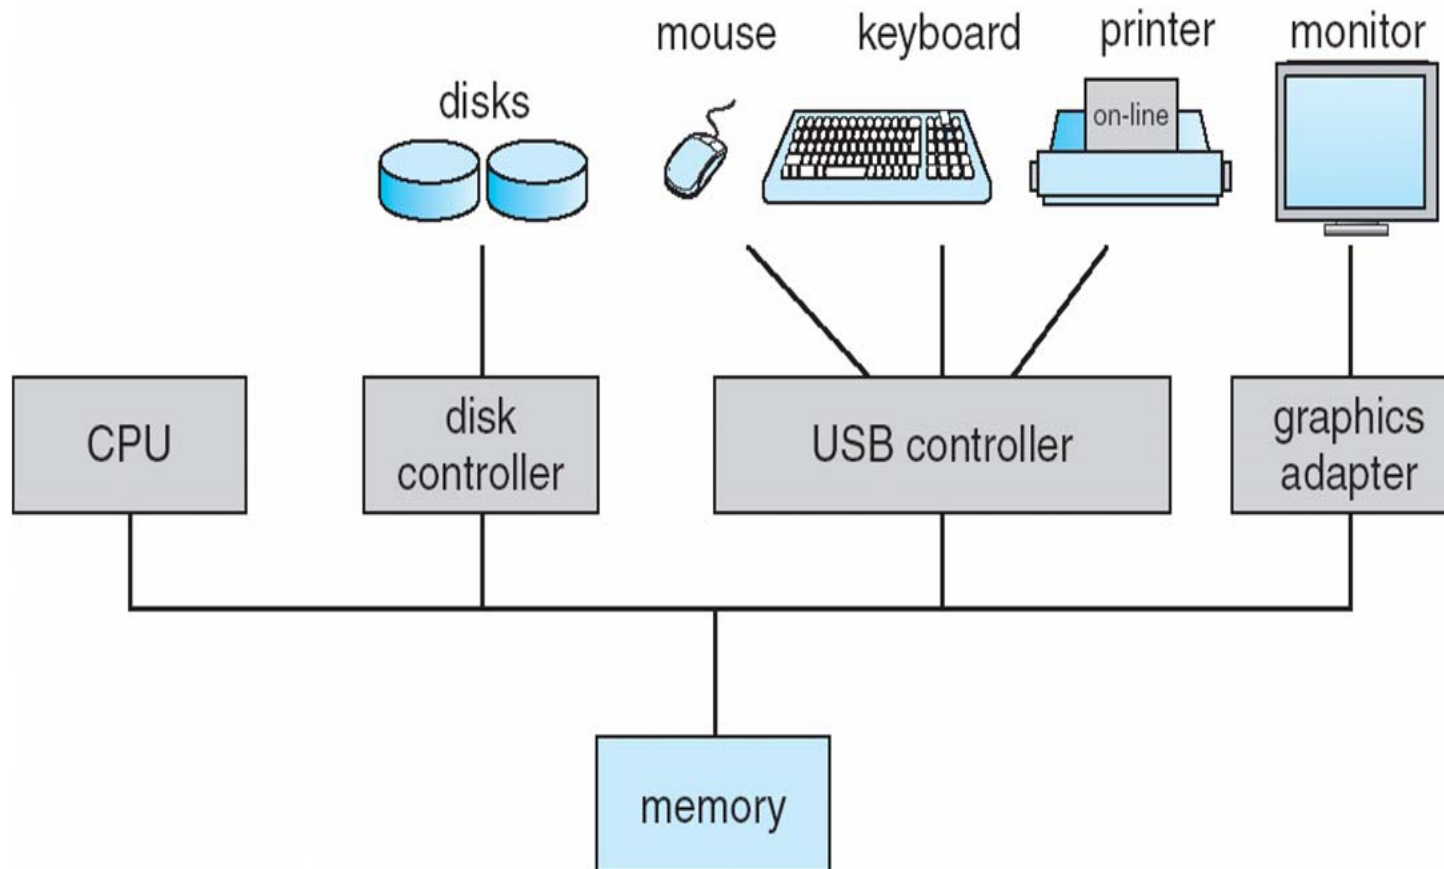 mouse
keyboard
printer
monitor
disks
on-line
CPU
disk
controller
USB controller
graphics
adapter
memory